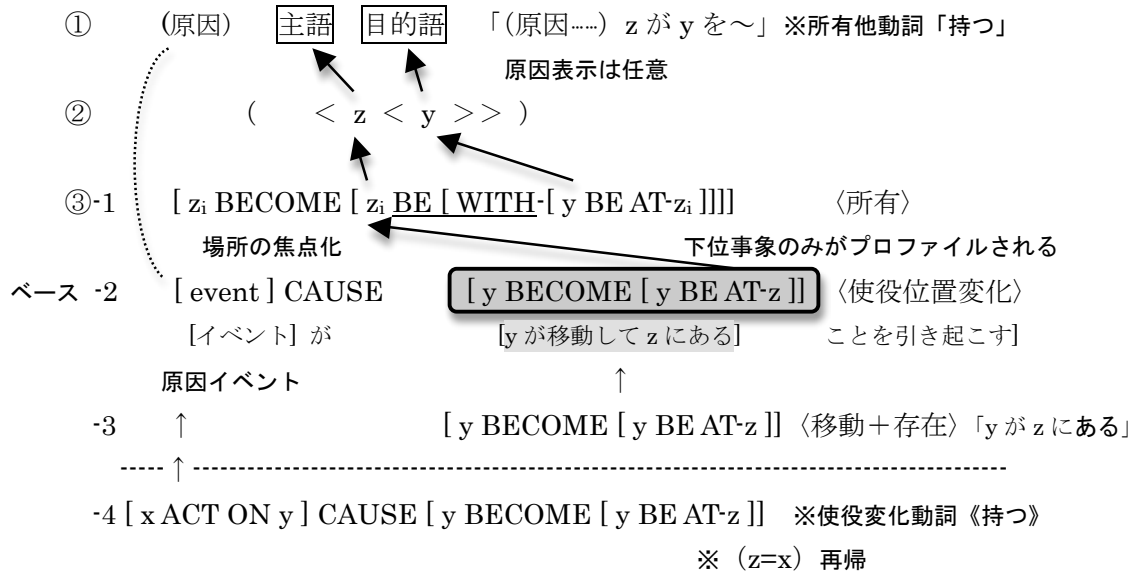 ① (原因) 主語 目的語 「(原因……) z が y を～」※所有他動詞「持つ」
原因表示は任意
② ( < z < y >> )
③-1 [ zi BECOME [ zi BE [ WITH-[ y BE AT-zi ]]]] 〈所有〉
場所の焦点化 下位事象のみがプロファイルされる
ベース -2 [ event ] CAUSE [ y BECOME [ y BE AT-z ]] 〈使役位置変化〉
[イベント] が [y が移動して z にある] ことを引き起こす]
原因イベント ↑
-3 ↑ [ y BECOME [ y BE AT-z ]] 〈移動＋存在〉「y が z にある」
----- ↑ -----------------------------------------------------------------------
-4 [ x ACT ON y ] CAUSE [ y BECOME [ y BE AT-z ]] ※使役変化動詞《持つ》
※（z=x）再帰